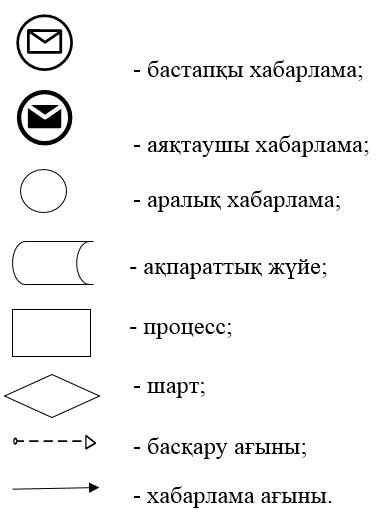 - бастапқы хабарлама;
- аяқтаушы хабарлама;
- аралық хабарлама;
- ақпараттық жүйе;
- процесс;
- шарт;
- басқару ағыны;
- хабарлама ағыны.